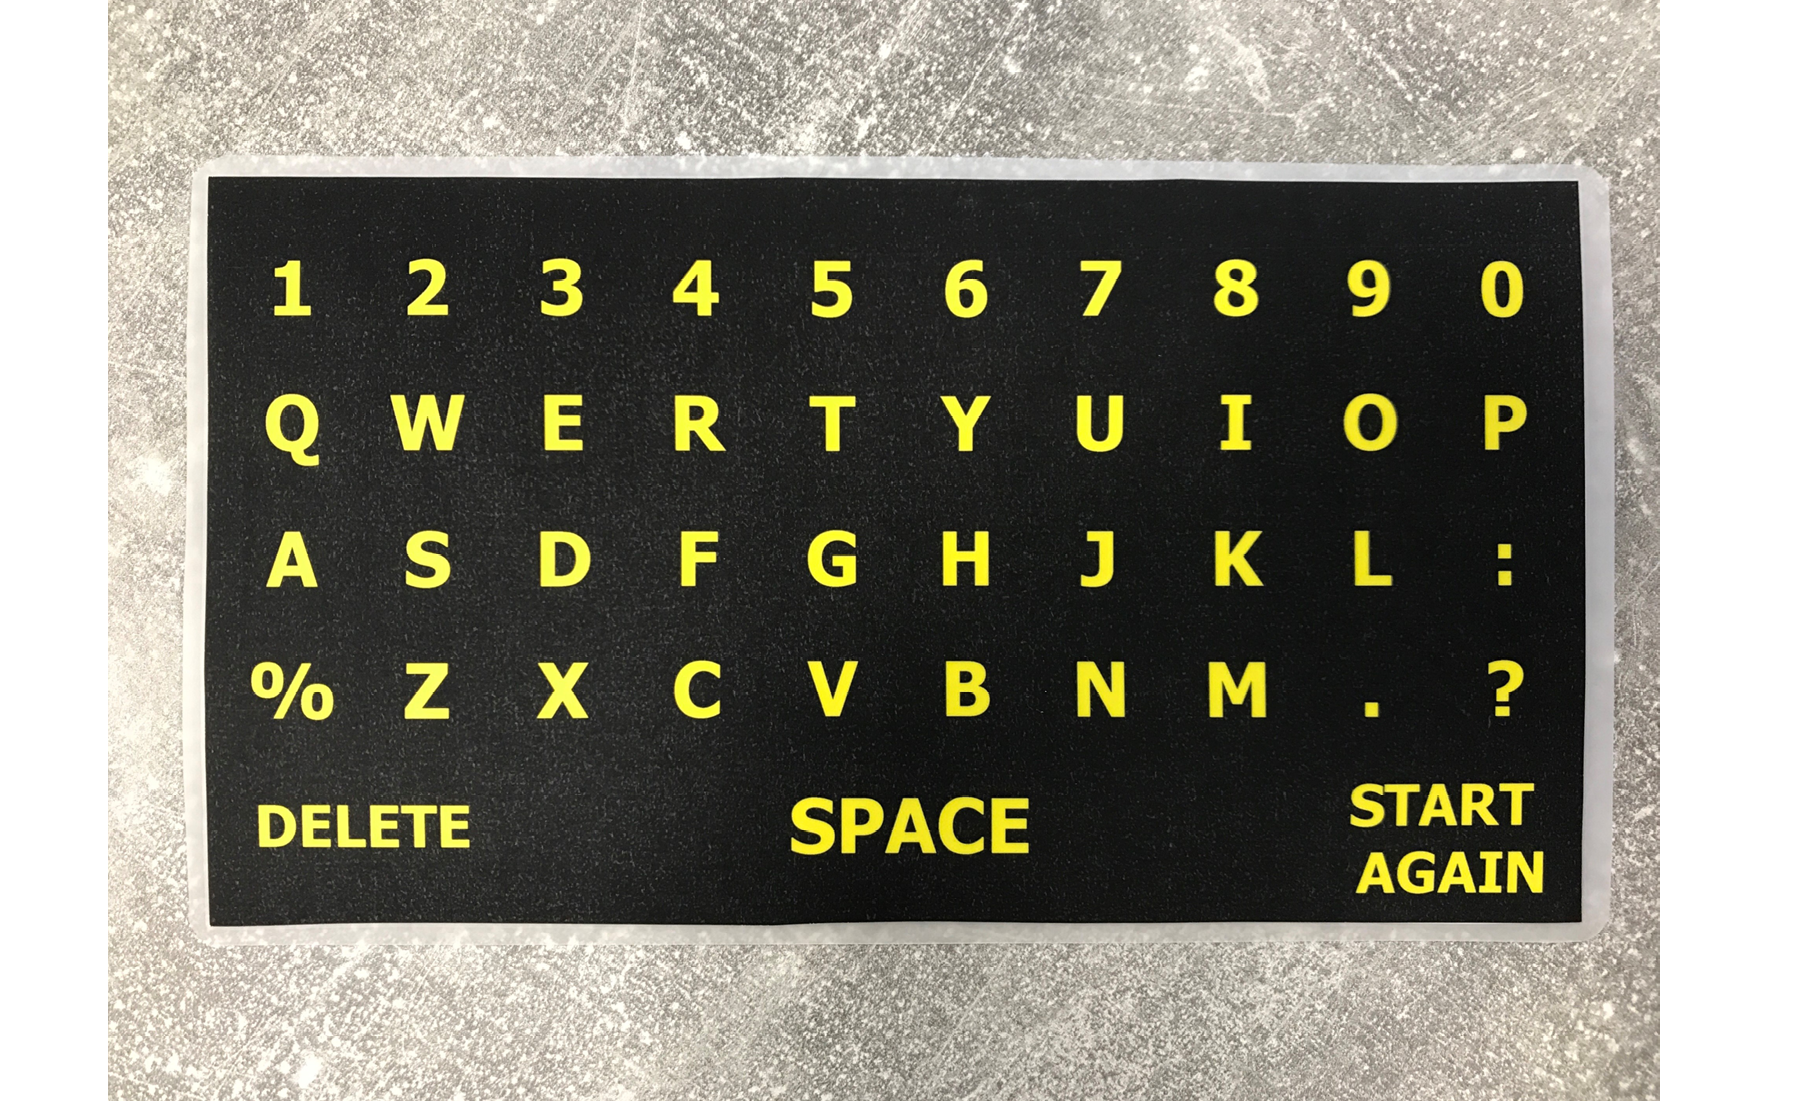 1 2 3 4 5 6 7 8 9 0
Q W E R T Y U I O P
A S D F G H J K L :
% Z X C V B N M . ?
DELETE SPACE START
AGAIN